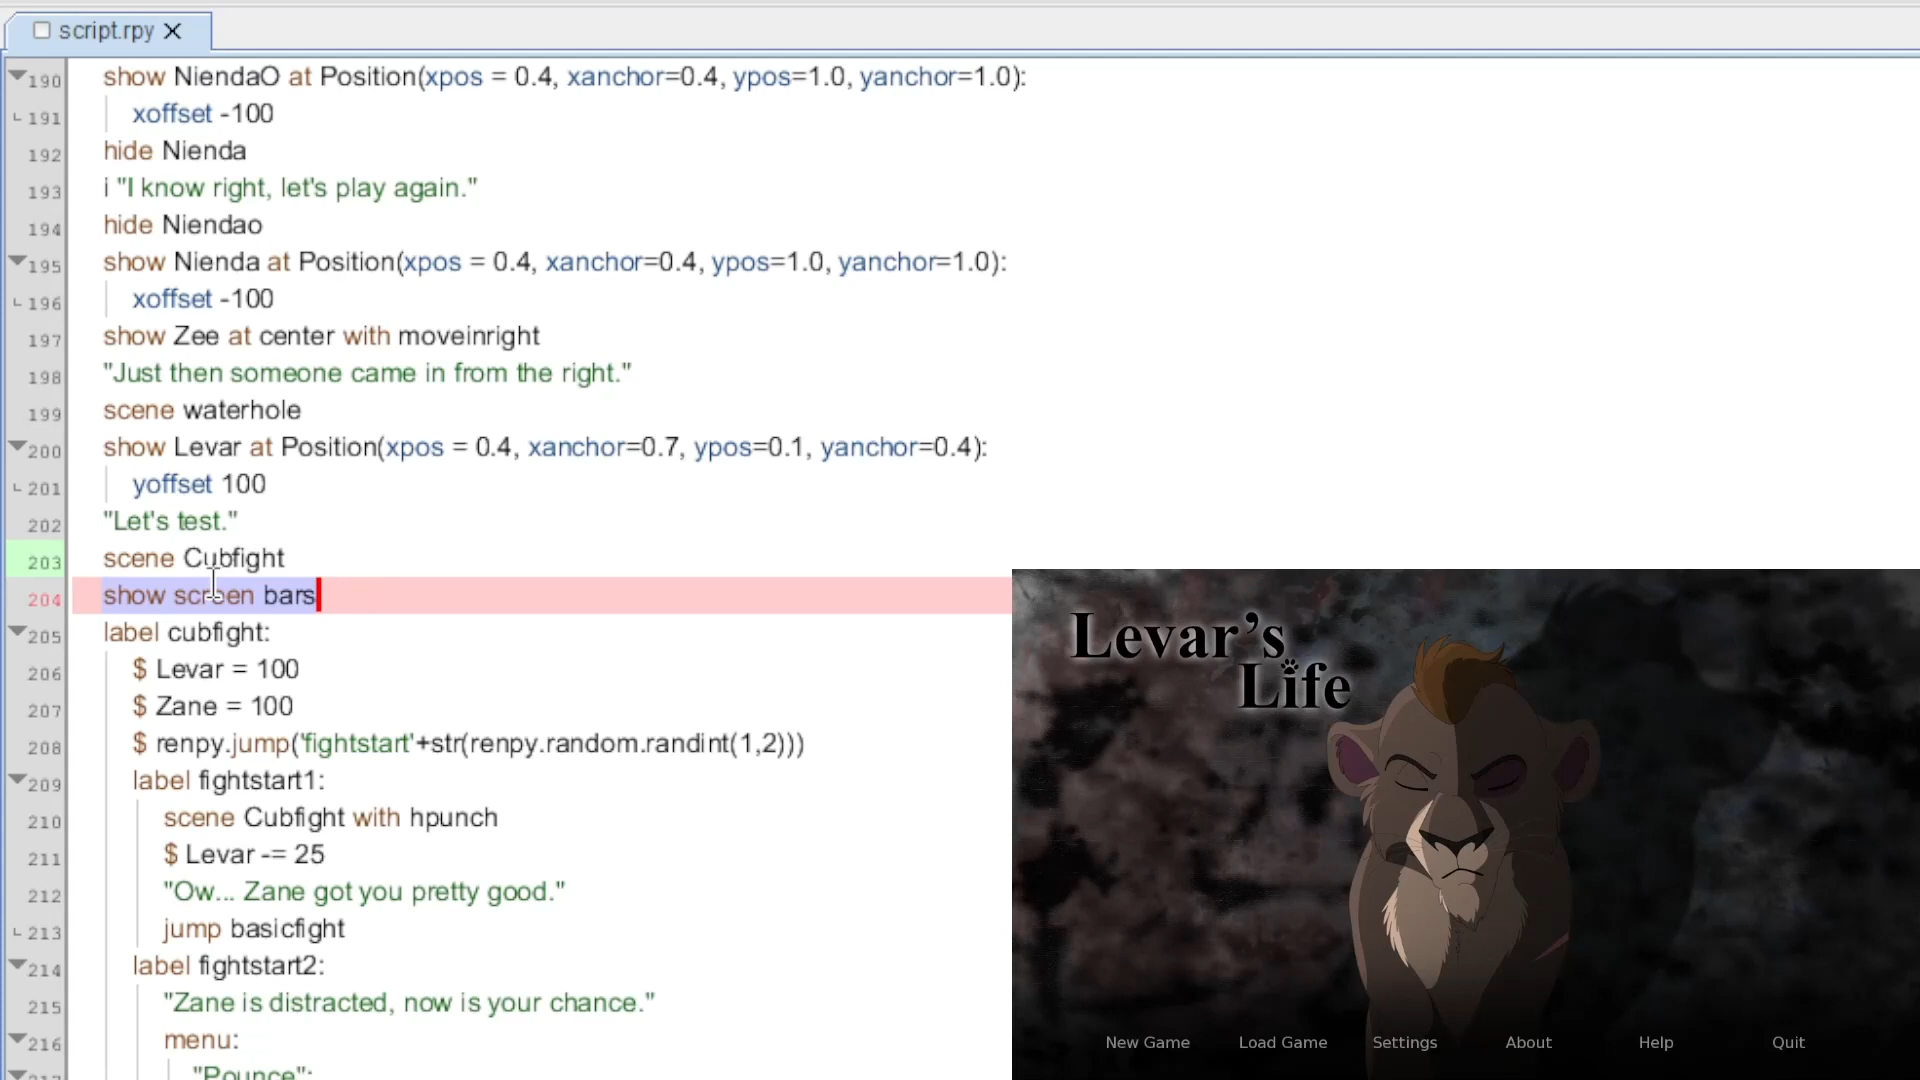 script.rpy
190 show NiendaO at Position(xpos = 0.4, xanchor=0.4, ypos=1.0, yanchor=1.0):
191 xoffset -100
192 hide Nienda
193 i "I know right, let's play again."
194 hide Niendao
195 show Nienda at Position(xpos = 0.4, xanchor=0.4, ypos=1.0, yanchor=1.0):
196 xoffset -100
197 show Zee at center with moveinright
198 "Just then someone came in from the right."
199 scene waterhole
200 show Levar at Position(xpos = 0.4, xanchor=0.7, ypos=0.1, yanchor=0.4):
201 yoffset 100
202 "Let's test."
203 scene Cubfight
204 show screen bars
205 label cubfight:
206 $ Levar = 100
207 $ Zane = 100
208 $ renpy.jump('fightstart'+str(renpy.random.randint(1,2)))
209 label fightstart1:
210 scene Cubfight with hpunch
211 $ Levar -= 25
212 "Ow... Zane got you pretty good."
213 jump basicfight
214 label fightstart2:
215 "Zane is distracted, now is your chance."
216 menu:
"Pounce":
Levar's
Life
New Game Load Game Settings About Help Quit